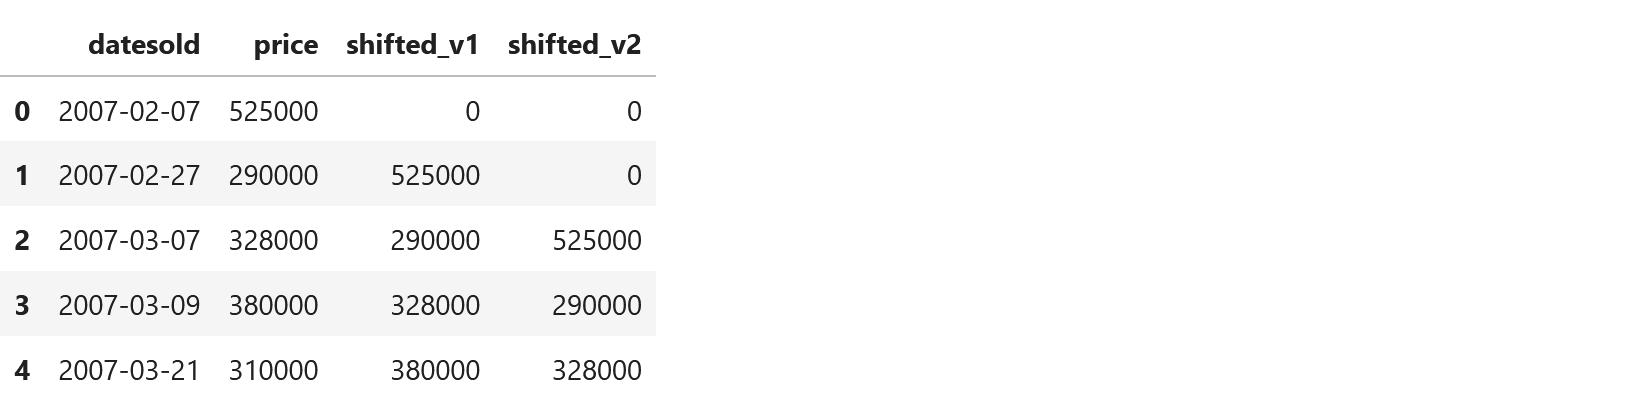 datesold price shifted_v1 shifted_v2
0 2007-02-07 525000 0 0
1 2007-02-27 290000 525000 0
2 2007-03-07 328000 290000 525000
3 2007-03-09 380000 328000 290000
4 2007-03-21 310000 380000 328000